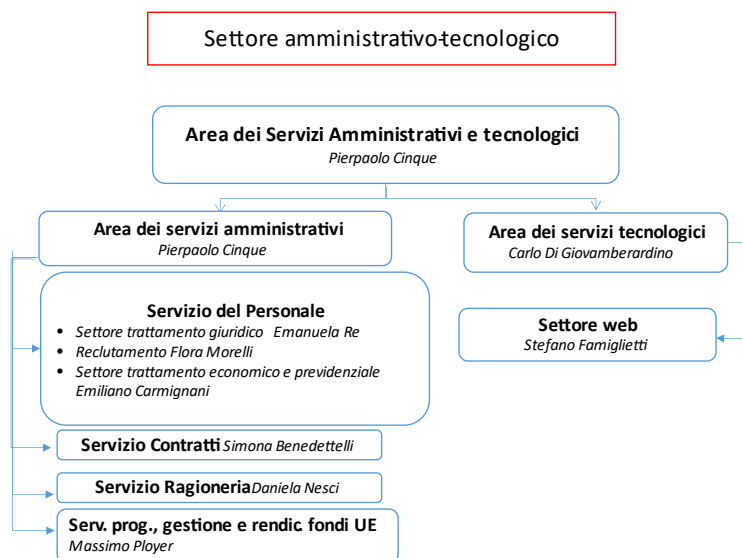 Settore amministrativo-tecnologico
Area dei Servizi Amministrativi e tecnologici
Pierpaolo Cinque
Area dei servizi amministrativi
Pierpaolo Cinque
Area dei servizi tecnologici
Carlo Di Giovamberardino
Servizio del Personale
• Settore trattamento giuridico Emanuela Re
• Reclutamento Flora Morelli
• Settore trattamento economico e previdenziale
Emiliano Carmignani
Settore web
Stefano Famiglietti
Servizio Contratti Simona Benedettelli
Servizio Ragioneria Daniela Nesci
Serv. prog., gestione e rendic. fondi UE
Massimo Ployer